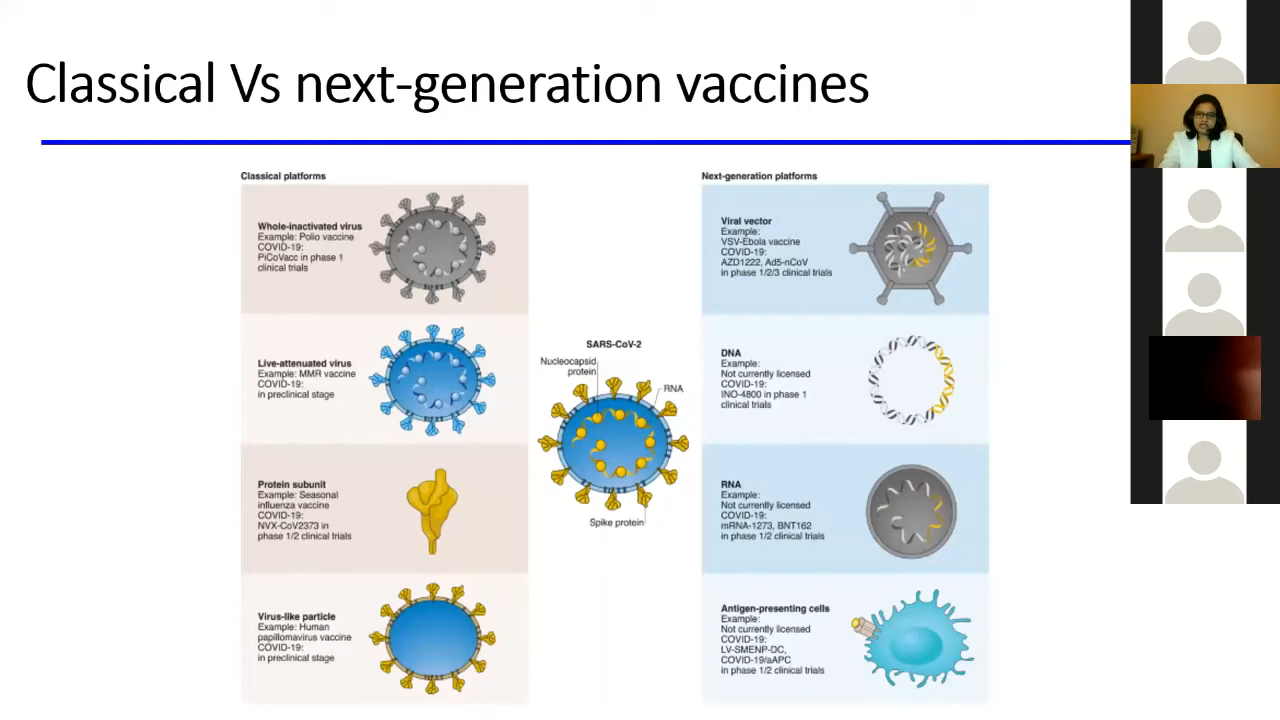 Classical Vs next-generation vaccines
Classical platforms
Whole-inactivated virus
Example: Polio vaccine
COVID-19:
PiCoVacc in phase 1
clinical trials
Live-attenuated virus
Example: MMR vaccine
COVID-19:
in preclinical stage
Protein subunit
Example: Seasonal
influenza vaccine
COVID-19:
NVX-CoV2373 in
phase 1/2 clinical trials
Virus-like particle
Example: Human
papillomavirus vaccine
COVID-19:
in preclinical stage
SARS-CoV-2
Nucleocapsid
protein
RNA
Spike protein
Next-generation platforms
Viral vector
Example:
VSV-Ebola vaccine
COVID-19:
AZD1222, Ad5-nCoV
in phase 1/2/3 clinical trials
DNA
Example:
Not currently licensed
COVID-19:
INO-4800 in phase 1
clinical trials
RNA
Example:
Not currently licensed
COVID-19:
mRNA-1273, BNT162
in phase 1/2 clinical trials
Antigen-presenting cells
Example:
Not currently licensed
COVID-19:
LV-SMENP-DC,
COVID-19/aAPC
in phase 1/2 clinical trials